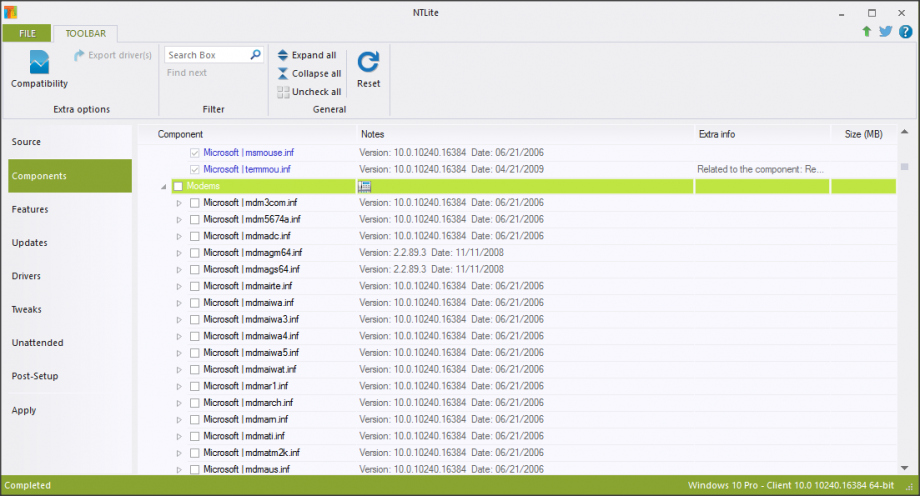 NTLite
FILE TOOLBAR
Compatibility
Export driver(s)
Extra options
Search Box
Find next
Filter
Expand all
Collapse all
Uncheck all
Reset
General
Source
Components
Features
Updates
Drivers
Tweaks
Unattended
Post-Setup
Apply
Component Notes Extra info Size (MB)
Microsoft | msmouse.inf Version: 10.0.10240.16384 Date: 06/21/2006
Microsoft | termmou.inf Version: 10.0.10240.16384 Date: 04/21/2009 Related to the component: Re...
Modems
Microsoft | mdm3com.inf Version: 10.0.10240.16384 Date: 06/21/2006
Microsoft | mdm5674a.inf Version: 10.0.10240.16384 Date: 06/21/2006
Microsoft | mdmadc.inf Version: 10.0.10240.16384 Date: 06/21/2006
Microsoft | mdmagm64.inf Version: 2.2.89.3 Date: 11/11/2008
Microsoft | mdmags64.inf Version: 2.2.89.3 Date: 11/11/2008
Microsoft | mdmairte.inf Version: 10.0.10240.16384 Date: 06/21/2006
Microsoft | mdmaiwa.inf Version: 10.0.10240.16384 Date: 06/21/2006
Microsoft | mdmaiwa3.inf Version: 10.0.10240.16384 Date: 06/21/2006
Microsoft | mdmaiwa4.inf Version: 10.0.10240.16384 Date: 06/21/2006
Microsoft | mdmaiwa5.inf Version: 10.0.10240.16384 Date: 06/21/2006
Microsoft | mdmaiwat.inf Version: 10.0.10240.16384 Date: 06/21/2006
Microsoft | mdmar1.inf Version: 10.0.10240.16384 Date: 06/21/2006
Microsoft | mdmarch.inf Version: 10.0.10240.16384 Date: 06/21/2006
Microsoft | mdmarn.inf Version: 10.0.10240.16384 Date: 06/21/2006
Microsoft | mdmati.inf Version: 10.0.10240.16384 Date: 06/21/2006
Microsoft | mdmatm2k.inf Version: 10.0.10240.16384 Date: 06/21/2006
Microsoft | mdmaus.inf Version: 10.0.10240.16384 Date: 06/21/2006
Completed
Windows 10 Pro - Client 10.0 10240.16384 64-bit